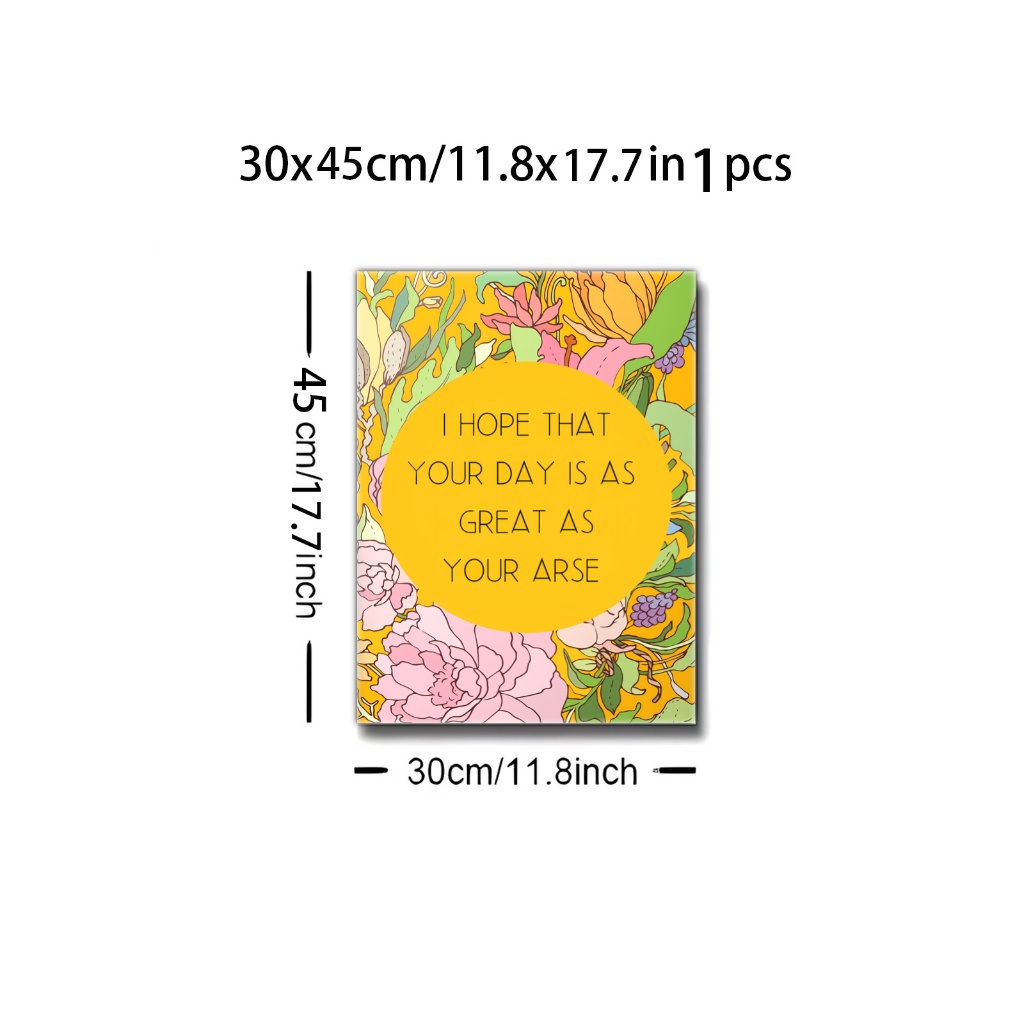 30x45cm/11.8x17.7in 1 pcs
45 cm/17.7inch
I HOPE THAT
YOUR DAY IS AS
GREAT AS
YOUR ARSE
30cm/11.8inch